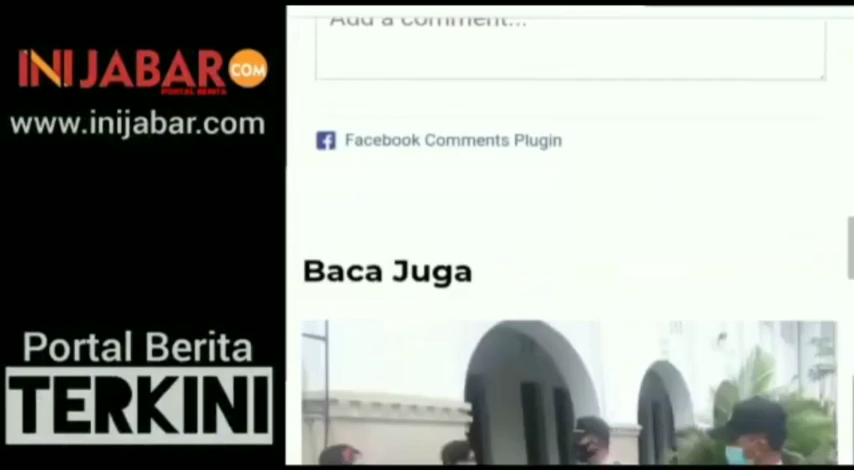 INIJABAR COM
PORTAL BERITA
www.inijabar.com
Portal Berita
TERKINI
Add a comment...
Facebook Comments Plugin
Baca Juga